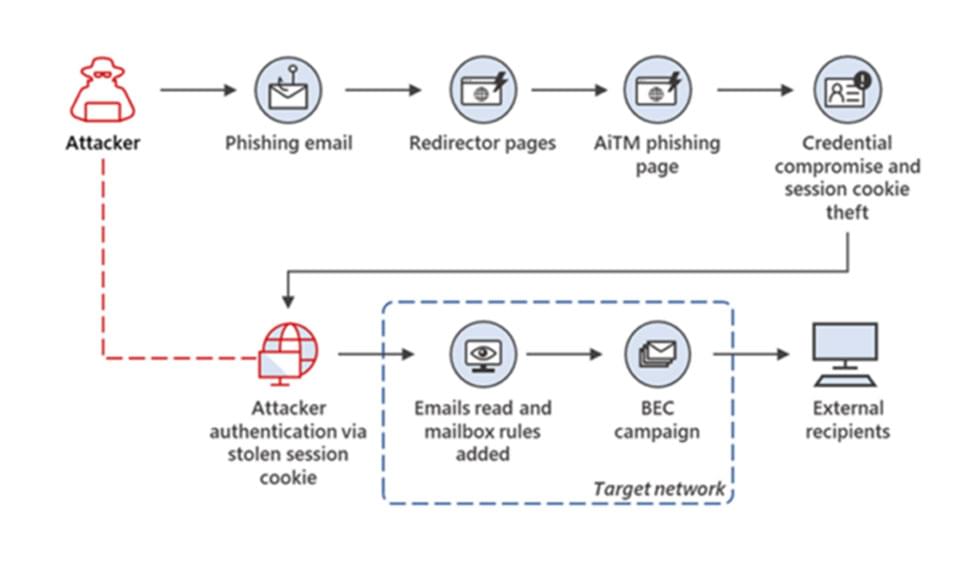 Attacker
Phishing email
Redirector pages
AiTM phishing
page
Credential
compromise and
session cookie
theft
Attacker
authentication via
stolen session
cookie
Emails read and
mailbox rules
added
BEC
campaign
External
recipients
Target network